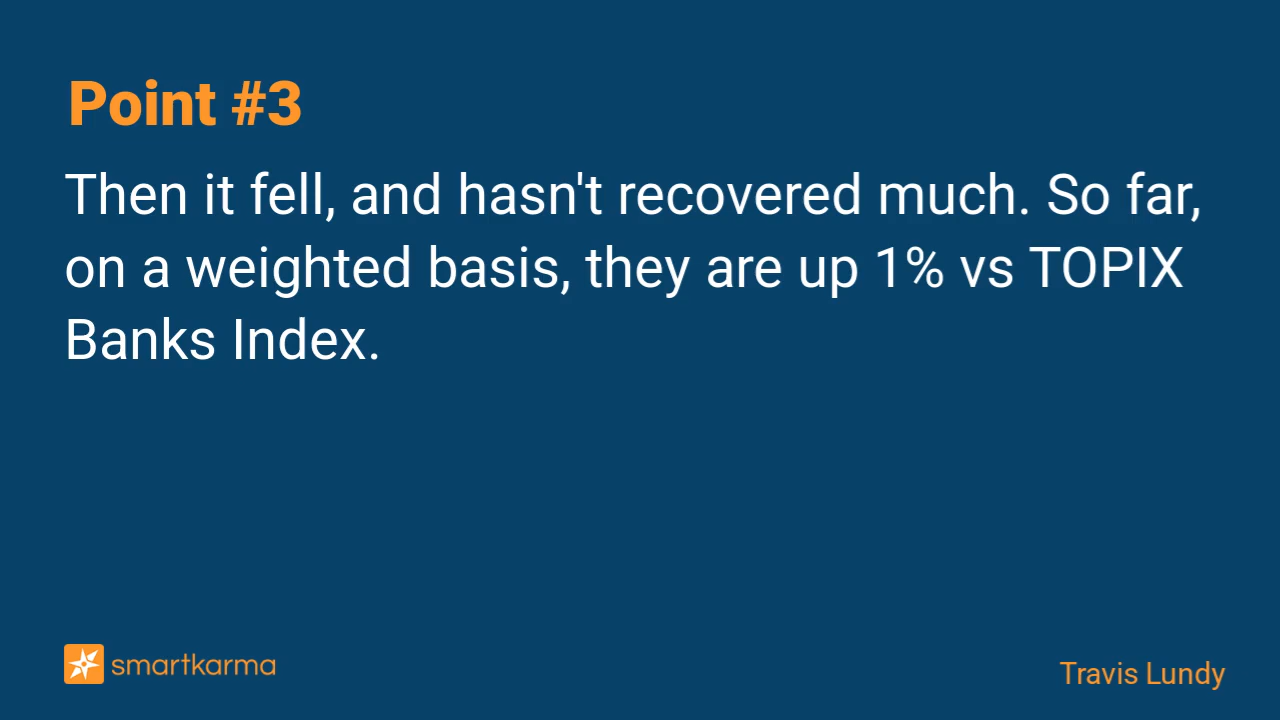 Point #3
Then it fell, and hasn't recovered much. So far,
on a weighted basis, they are up 1% vs TOPIX
Banks Index.
smartkarma
Travis Lundy